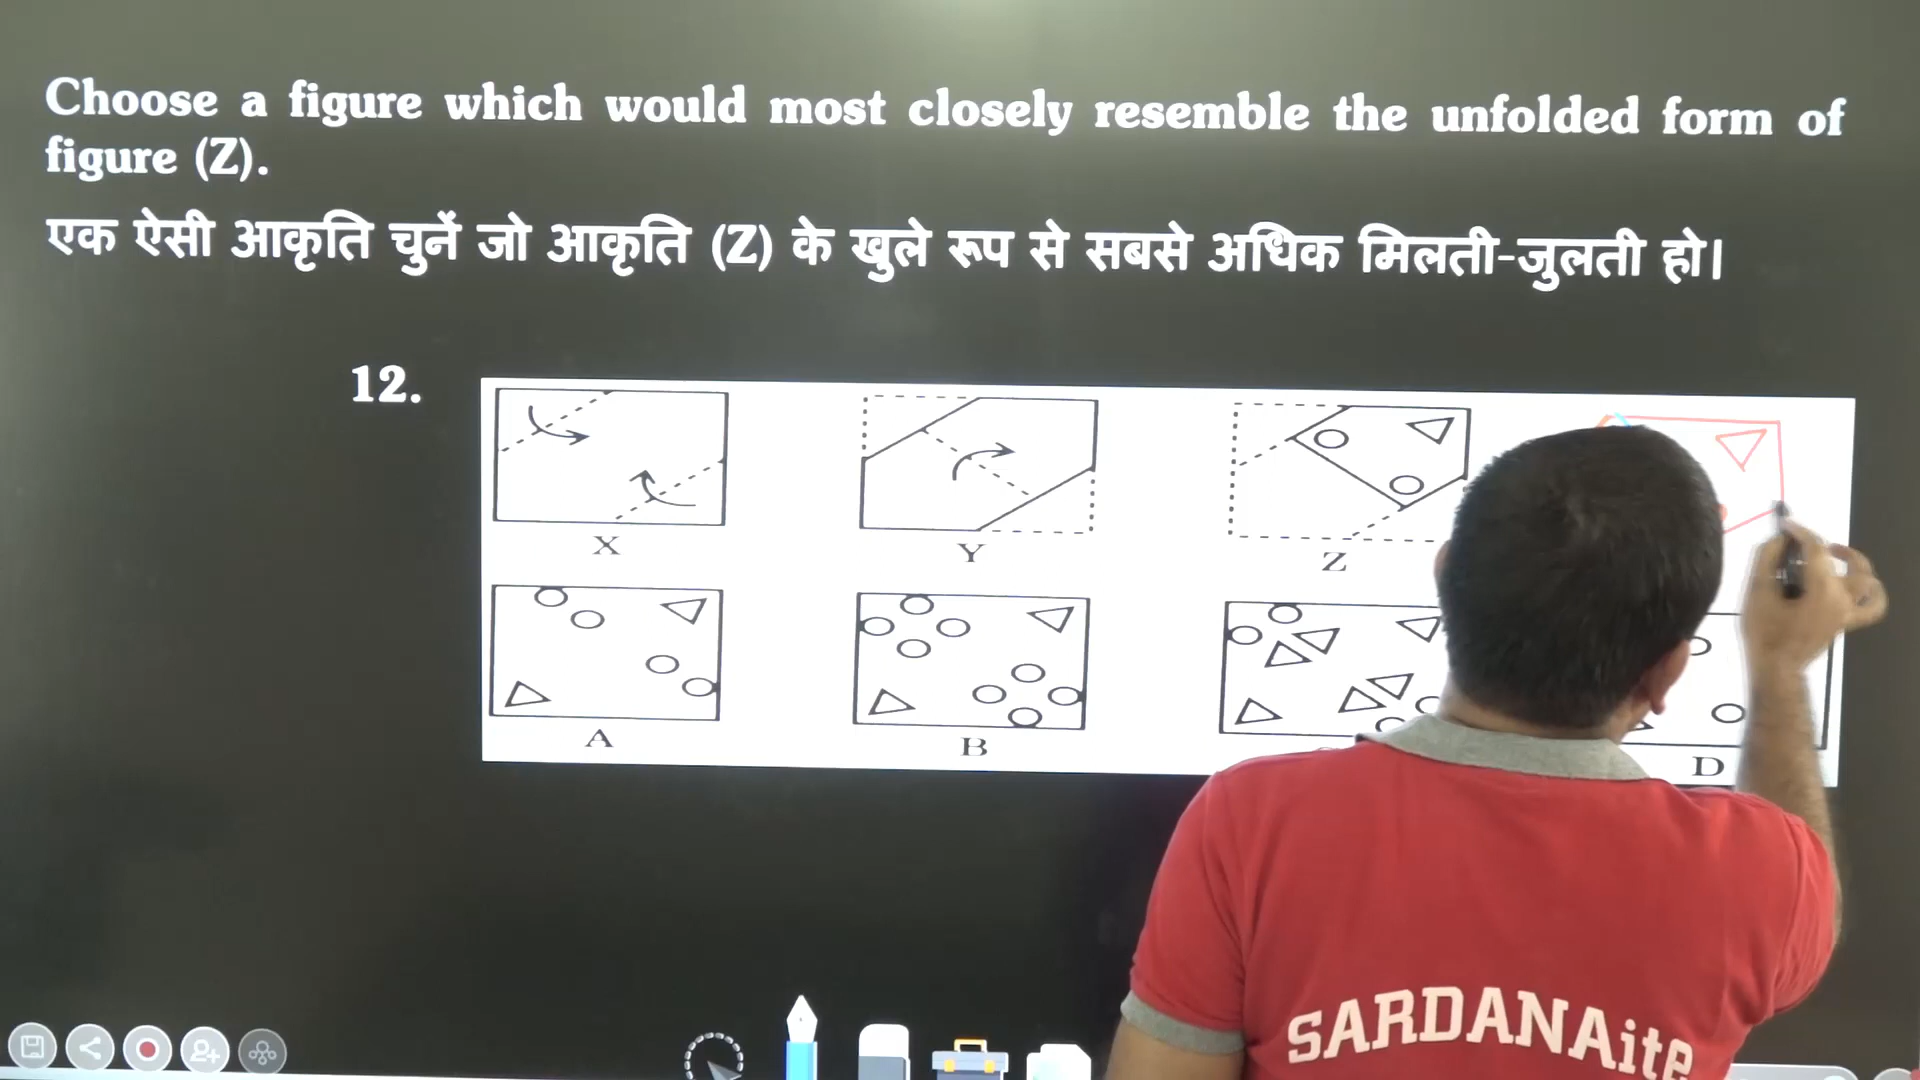 Choose a figure which would most closely resemble the unfolded form of
figure (Z).
एक ऐसी आकृति चुनें जो आकृति (Z) के खुले रूप से सबसे अधिक मिलती-जुलती हो।
12.
X
Y
Z
A
B
D
SARDANAite